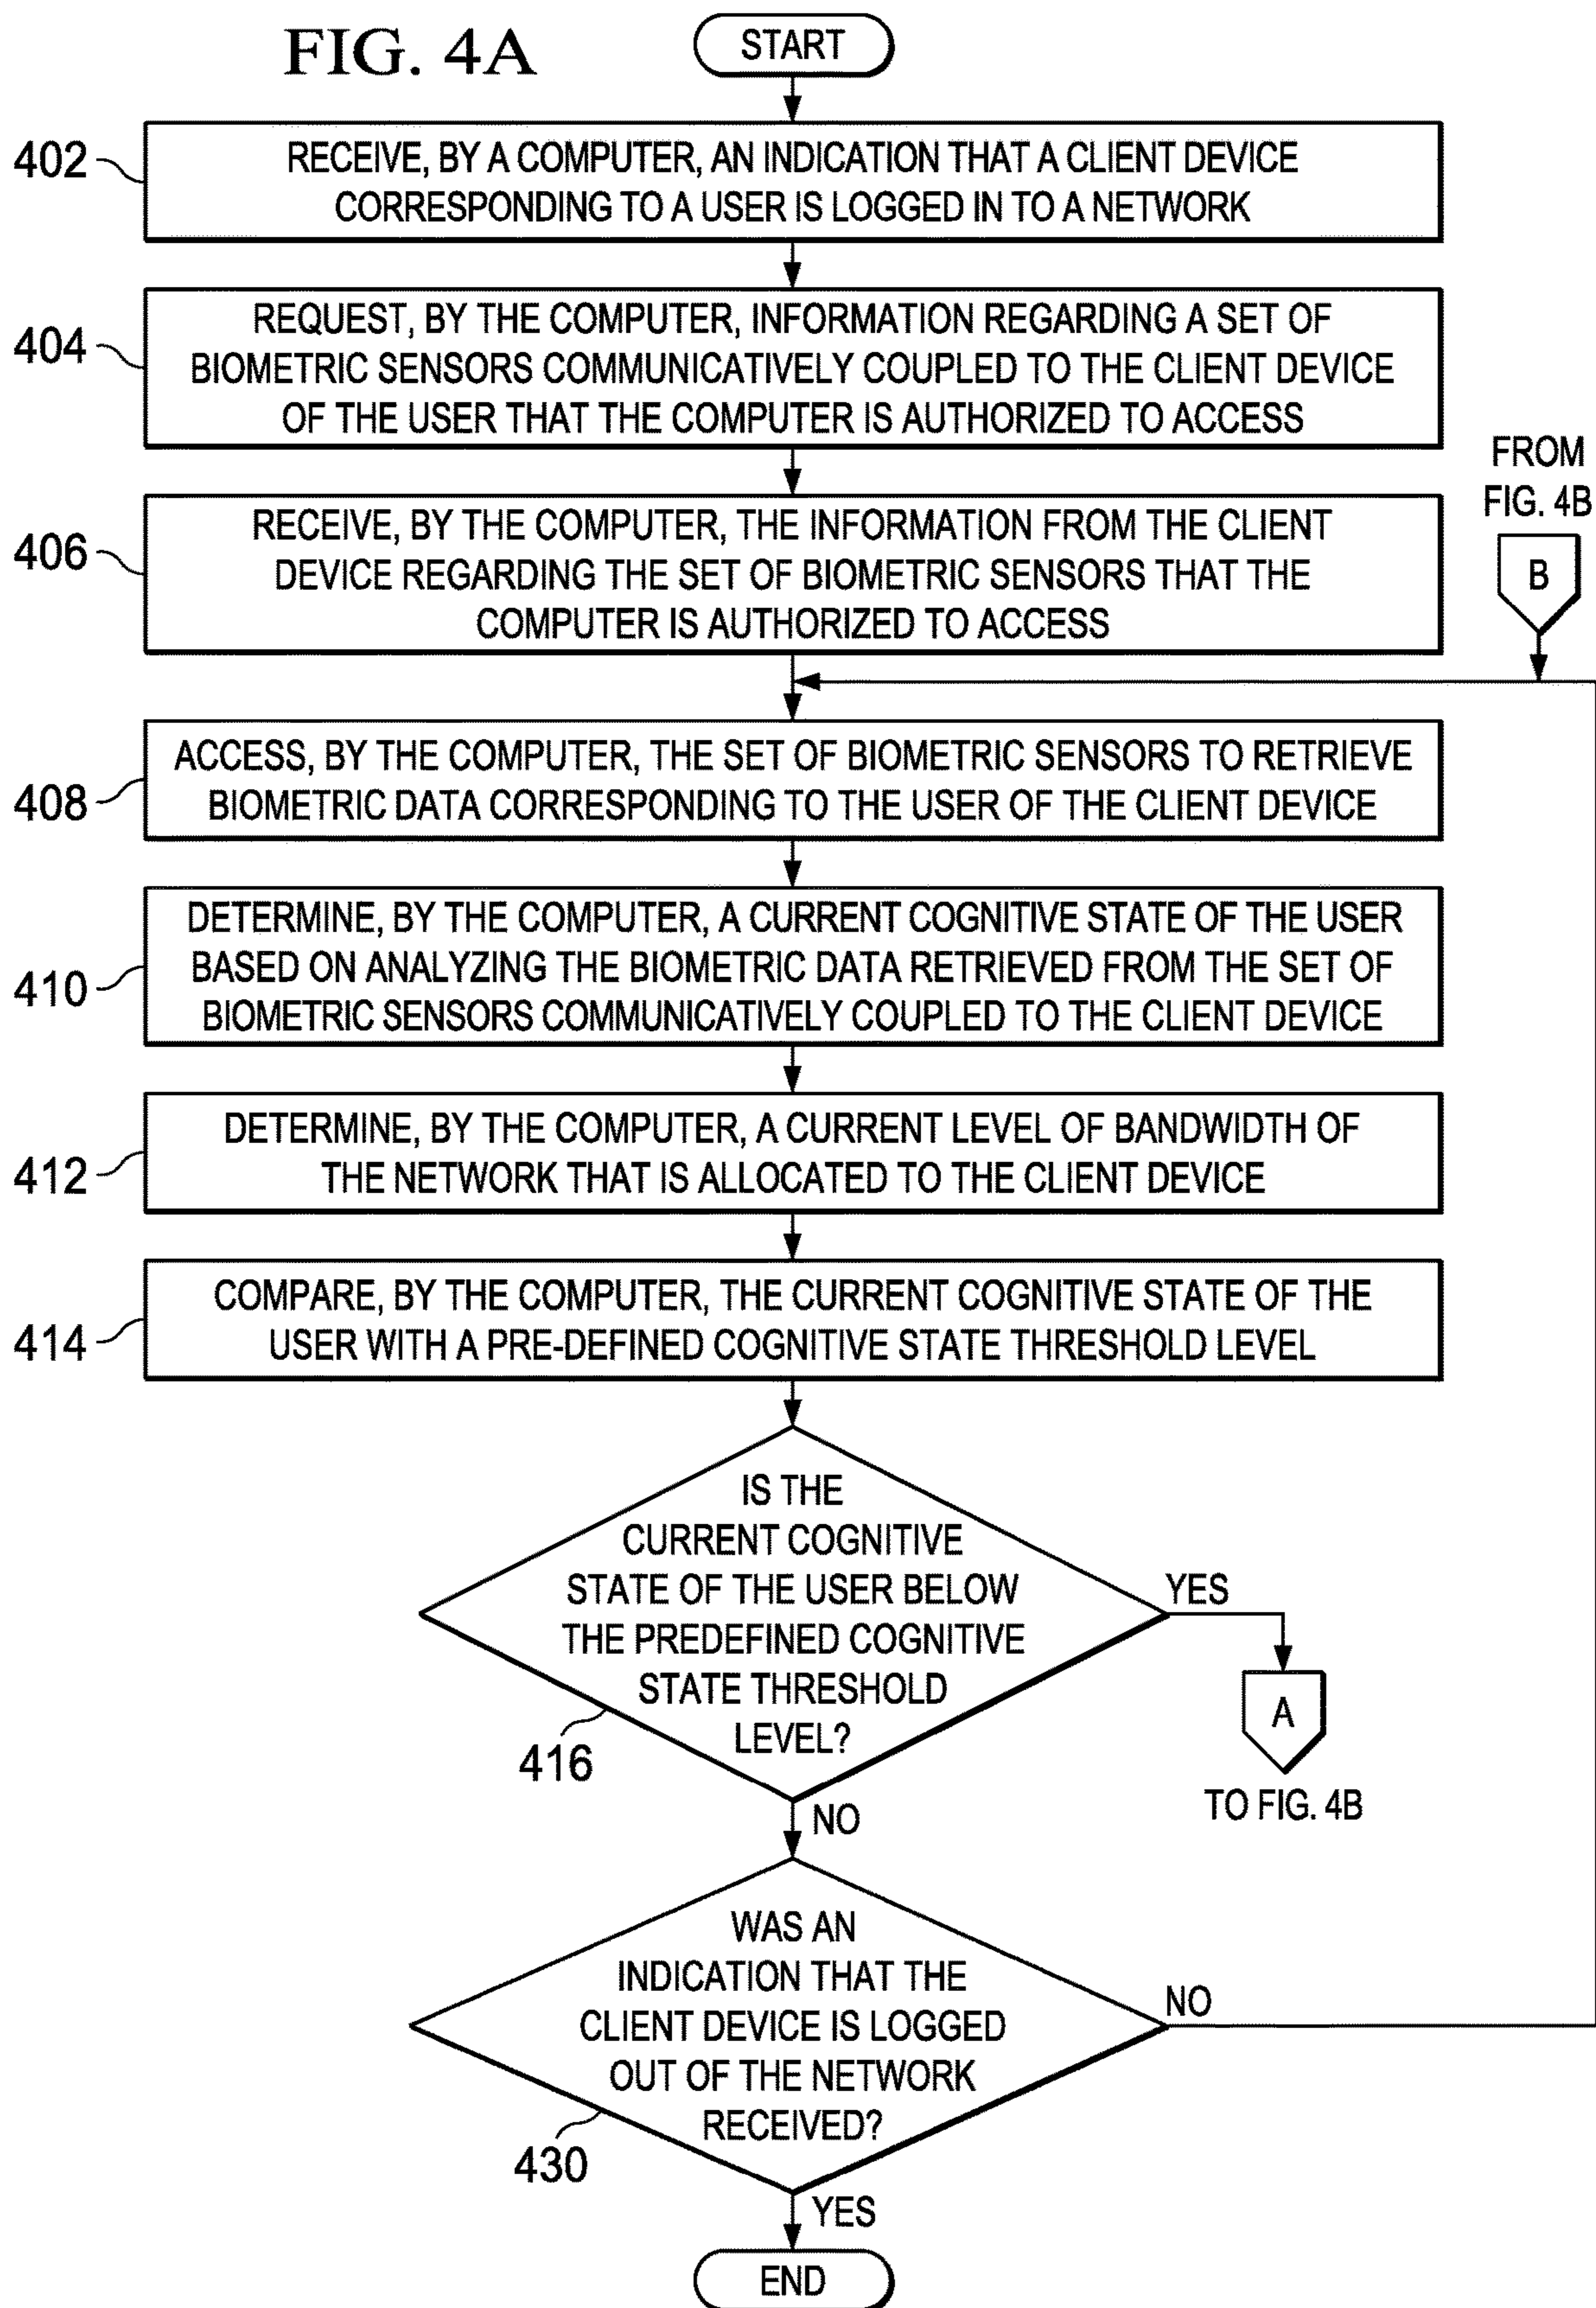 FIG. 4A
START
402
RECEIVE, BY A COMPUTER, AN INDICATION THAT A CLIENT DEVICE
CORRESPONDING TO A USER IS LOGGED IN TO A NETWORK
404
REQUEST, BY THE COMPUTER, INFORMATION REGARDING A SET OF
BIOMETRIC SENSORS COMMUNICATIVELY COUPLED TO THE CLIENT DEVICE
OF THE USER THAT THE COMPUTER IS AUTHORIZED TO ACCESS
406
RECEIVE, BY THE COMPUTER, THE INFORMATION FROM THE CLIENT
DEVICE REGARDING THE SET OF BIOMETRIC SENSORS THAT THE
COMPUTER IS AUTHORIZED TO ACCESS
FROM
FIG. 4B
B
408
ACCESS, BY THE COMPUTER, THE SET OF BIOMETRIC SENSORS TO RETRIEVE
BIOMETRIC DATA CORRESPONDING TO THE USER OF THE CLIENT DEVICE
410
DETERMINE, BY THE COMPUTER, A CURRENT COGNITIVE STATE OF THE USER
BASED ON ANALYZING THE BIOMETRIC DATA RETRIEVED FROM THE SET OF
BIOMETRIC SENSORS COMMUNICATIVELY COUPLED TO THE CLIENT DEVICE
412
DETERMINE, BY THE COMPUTER, A CURRENT LEVEL OF BANDWIDTH OF
THE NETWORK THAT IS ALLOCATED TO THE CLIENT DEVICE
414
COMPARE, BY THE COMPUTER, THE CURRENT COGNITIVE STATE OF THE
USER WITH A PRE-DEFINED COGNITIVE STATE THRESHOLD LEVEL
IS THE
CURRENT COGNITIVE
STATE OF THE USER BELOW
THE PREDEFINED COGNITIVE
STATE THRESHOLD
LEVEL?
416
YES
A
TO FIG. 4B
NO
WAS AN
INDICATION THAT THE
CLIENT DEVICE IS LOGGED
OUT OF THE NETWORK
RECEIVED?
430
NO
YES
END